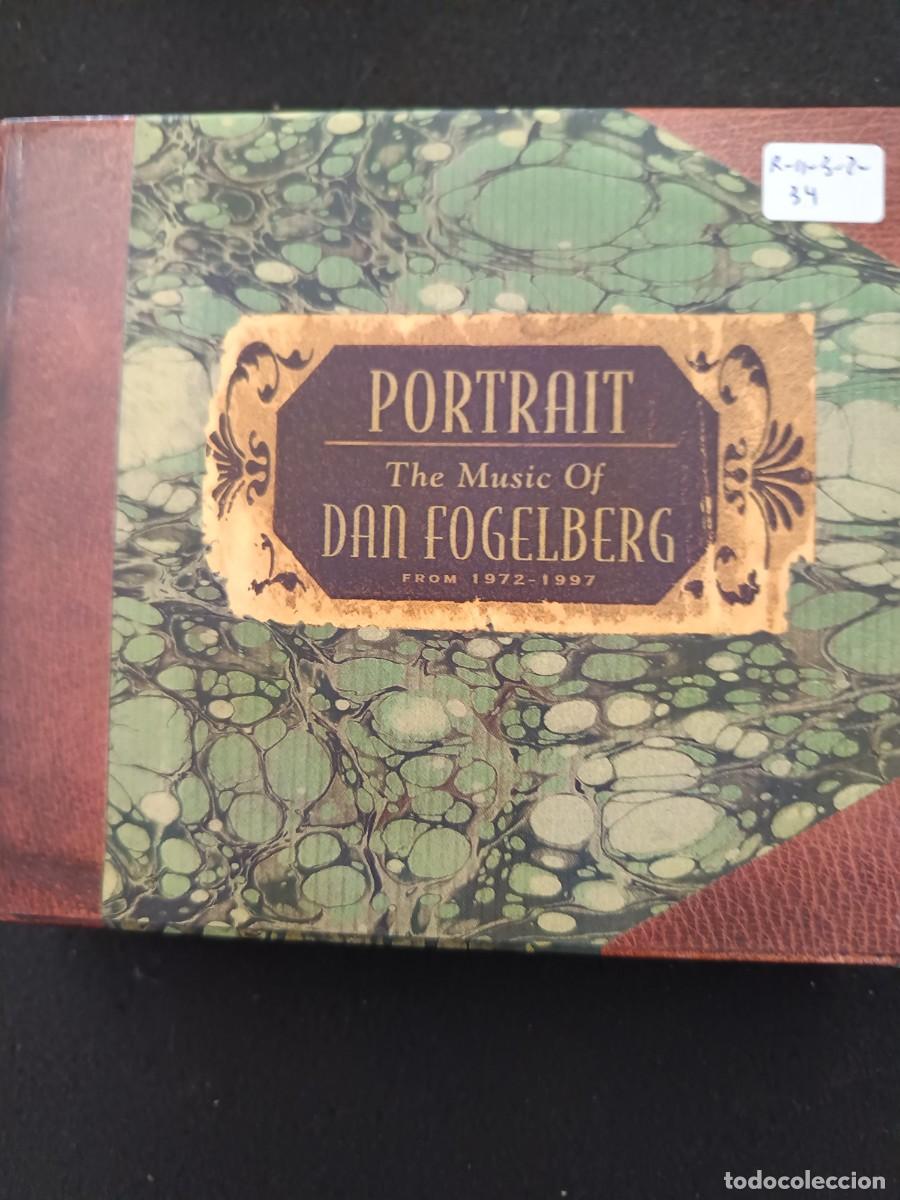 R-11-3-2-
34
PORTRAIT
The Music Of
DAN FOGELBERG
FROM 1972-1997
todocoleccion